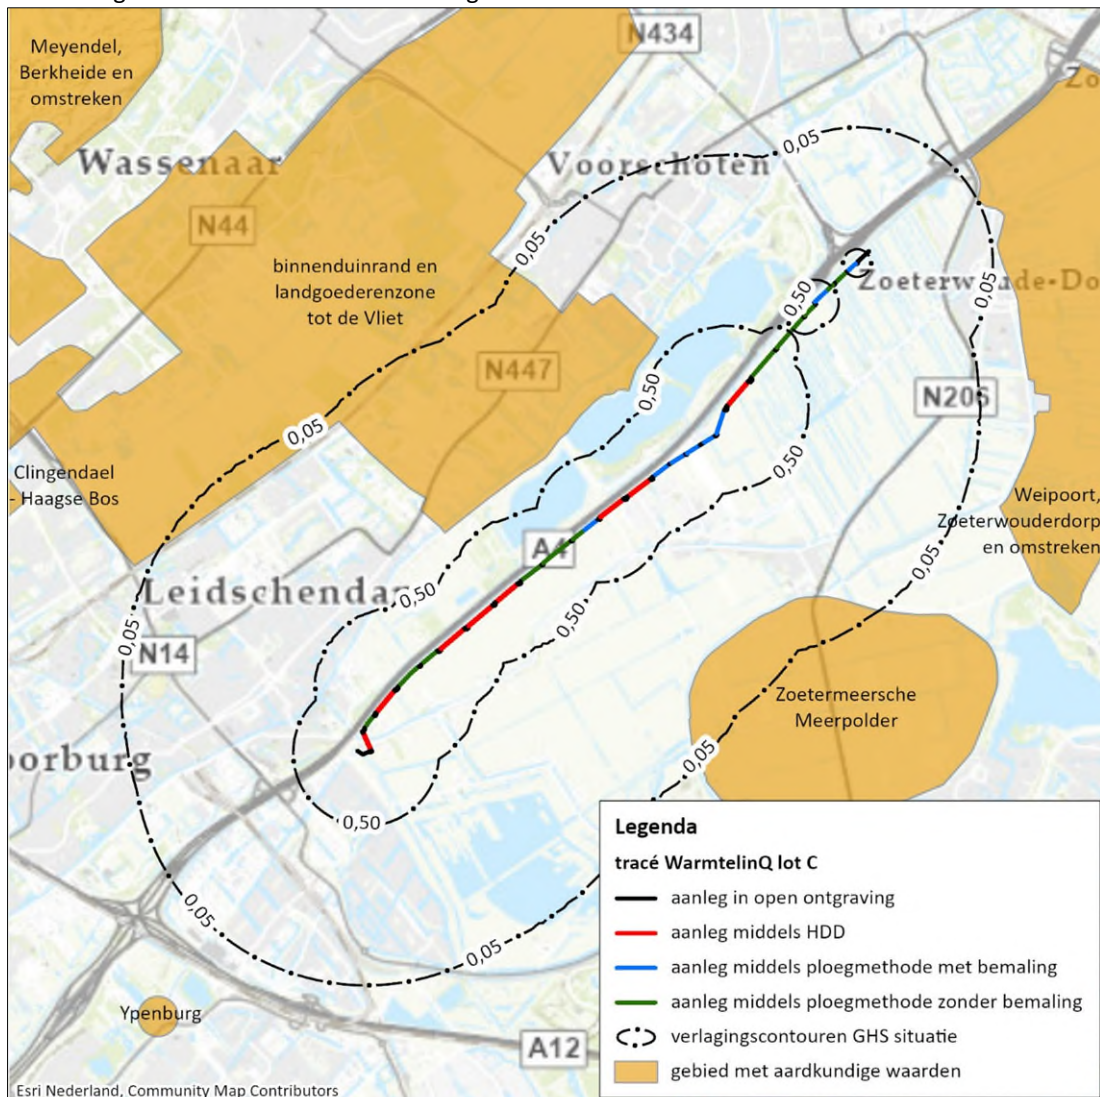 Meyendel,
Berkheide en
omstreken
N434
Wassenaar
Voorschoten
0,05
N44
binnenduinrand en
landgoederenzone
tot de Vliet
0,05
0,50
Zoeterwoude-Do
0,05
N447
0,50
N206
0,05
0,50
Clingendael
- Haagse Bos
Weipoort,
Zoeterwouderdorp
en omstreken
A4
0,05
Leidschendam
0,50
0,50
0,05
N14
Zoetermeersche
Meerpolder
oorburg
0,05
0,50
0,05
0,05
Ypenburg
A12
Legenda
tracé WarmtelinQ lot C
aanleg in open ontgraving
aanleg middels HDD
aanleg middels ploegmethode met bemaling
aanleg middels ploegmethode zonder bemaling
verlagingscontouren GHS situatie
gebied met aardkundige waarden
Esri Nederland, Community Map Contributors